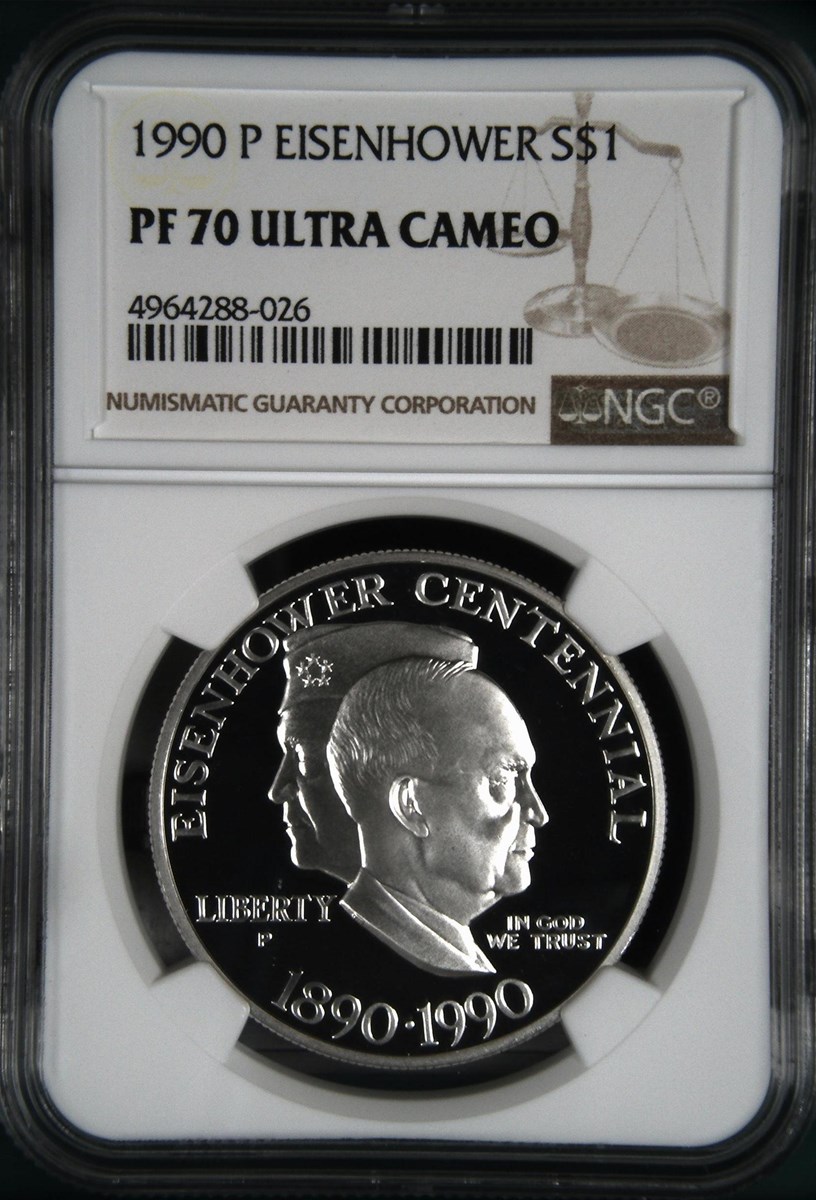 1990 P EISENHOWER S$1
PF 70 ULTRA CAMEO
4964288-026
NUMISMATIC GUARANTY CORPORATION
NGC®
EISENHOWER CENTENNIAL
LIBERTY
P
IN GOD
WE TRUST
1890·1990